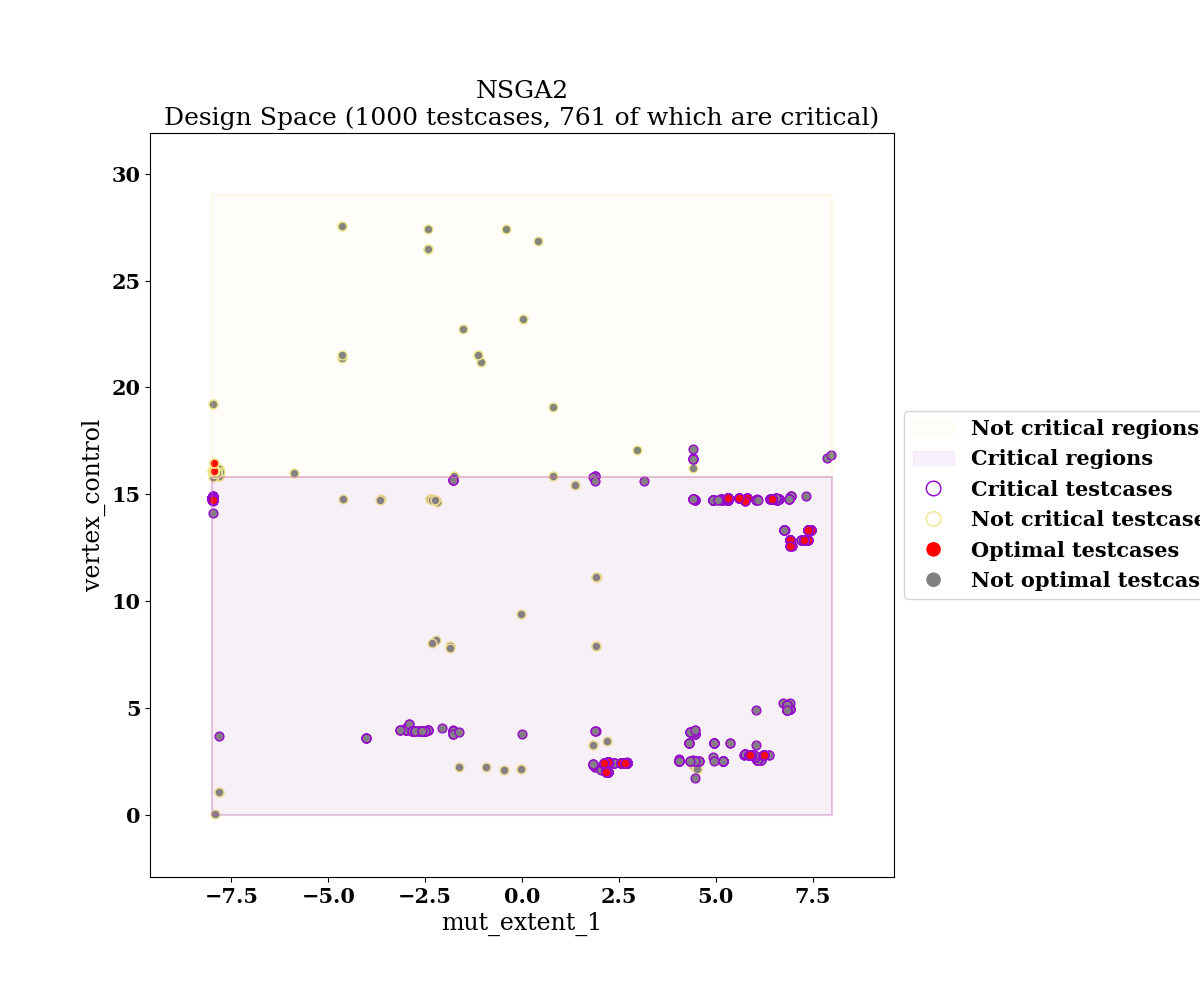 NSGA2
Design Space (1000 testcases, 761 of which are critical)
30
25
20
15
10
5
0
vertex_control
−7.5
−5.0
−2.5
0.0
2.5
5.0
7.5
mut_extent_1
Not critical regions
Critical regions
Critical testcases
Not critical testcase
Optimal testcases
Not optimal testcas